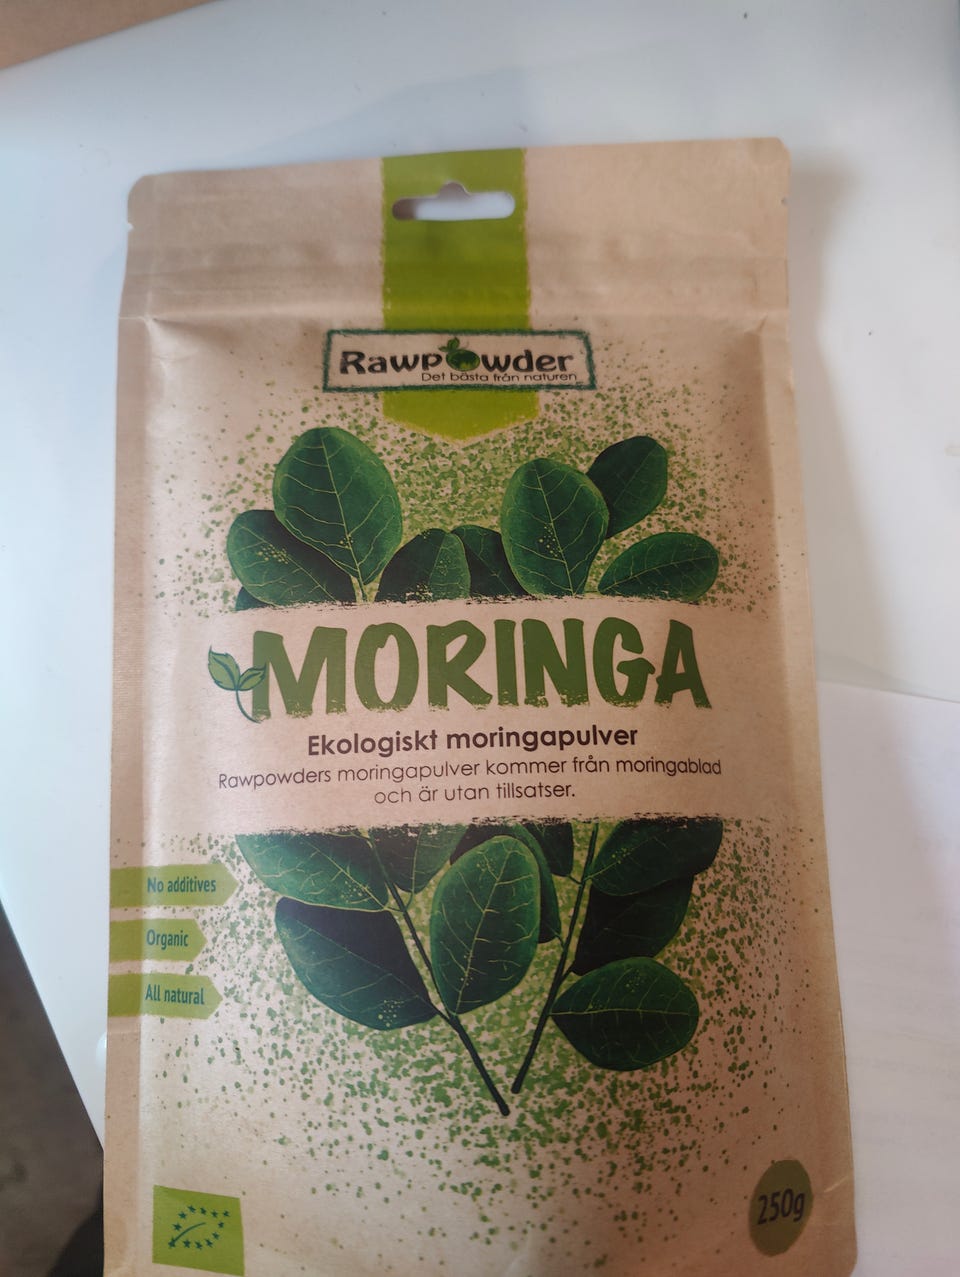 Rawpowder
Det bästa från naturen
MORINGA
Ekologiskt moringapulver
Rawpowders moringapulver kommer från moringablad
och är utan tillsatser.
No additives
Organic
All natural
250g